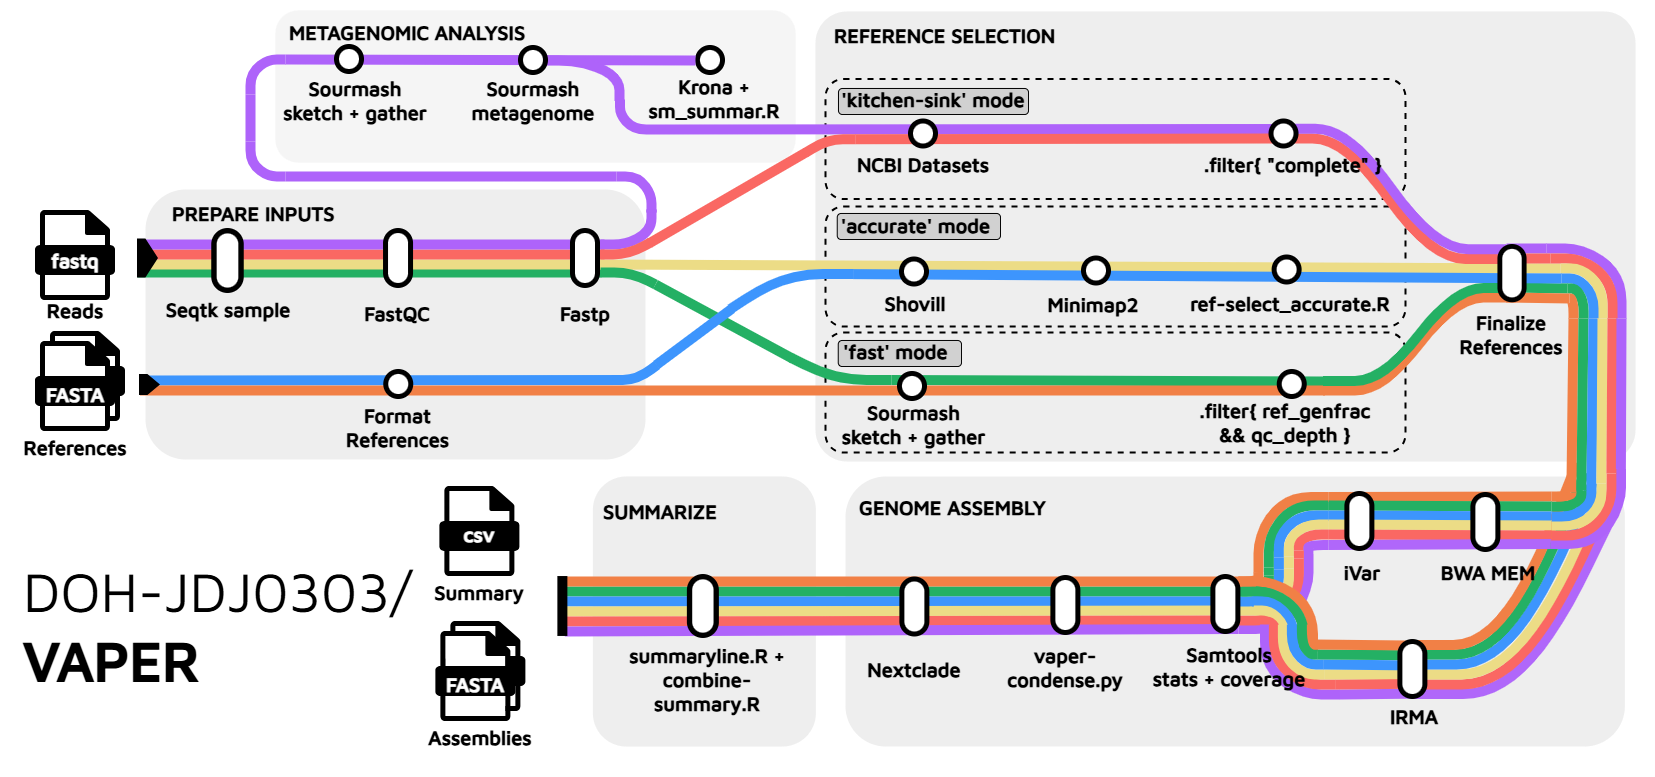 METAGENOMIC ANALYSIS
Sourmash
sketch + gather
Sourmash
metagenome
Krona +
sm_summar.R
REFERENCE SELECTION
'kitchen-sink' mode
NCBI Datasets
.filter{ "complete" }
'accurate' mode
Shovill
Minimap2
ref-select_accurate.R
'fast' mode
Sourmash
sketch + gather
.filter{ ref_genfrac
&& qc_depth }
Finalize
References
PREPARE INPUTS
fastq
Reads
Seqtk sample
FastQC
Fastp
FASTA
References
Format
References
GENOME ASSEMBLY
iVar
BWA MEM
IRMA
Samtools
stats + coverage
vaper-
condense.py
Nextclade
SUMMARIZE
summaryline.R +
combine-
summary.R
csv
Summary
FASTA
Assemblies
DOH-JDJ0303/
VAPER